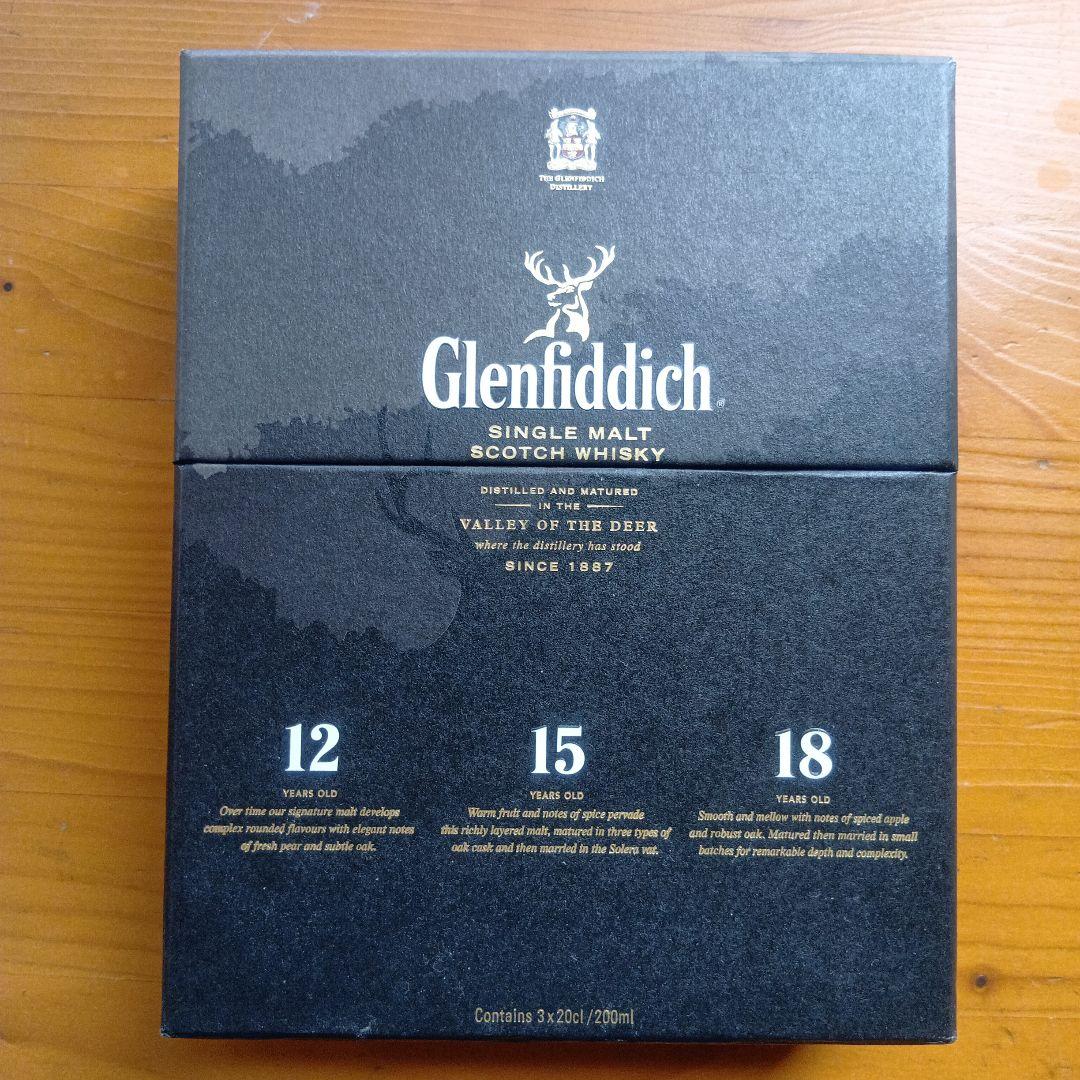 THE GLENFIDDICH
DISTILLERY
Glenfiddich®
SINGLE MALT
SCOTCH WHISKY
DISTILLED AND MATURED
IN THE
VALLEY OF THE DEER
where the distillery has stood
SINCE 1887
12
YEARS OLD
Over time our signature malt develops
complex rounded flavours with elegant notes
of fresh pear and subtle oak.
15
YEARS OLD
Warm fruit and notes of spice pervade
this richly layered malt, matured in three types of
oak cask and then married in the Solera vat.
18
YEARS OLD
Smooth and mellow with notes of spiced apple
and robust oak. Matured then married in small
batches for remarkable depth and complexity.
Contains 3 x 20cl / 200ml